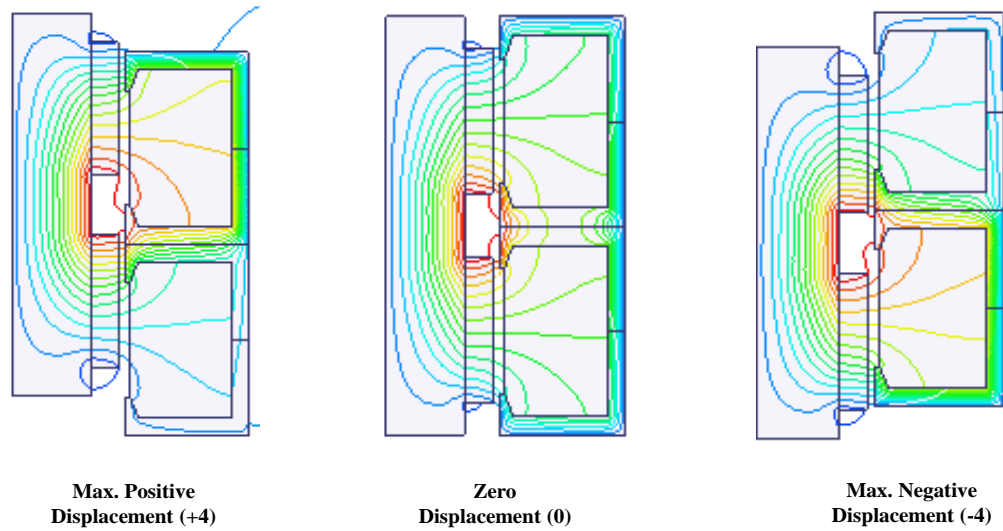 Max. Positive
Displacement (+4)
Zero
Displacement (0)
Max. Negative
Displacement (-4)